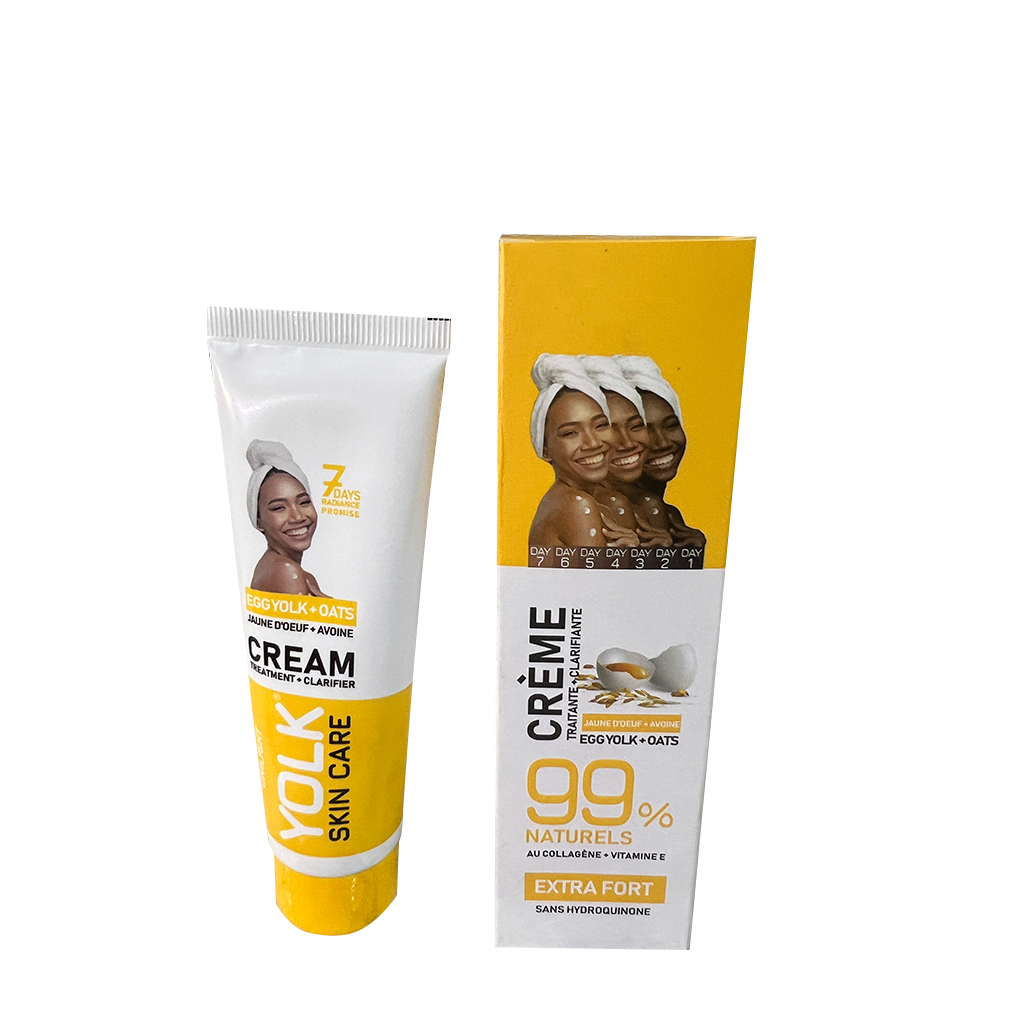 7
DAYS
RADIANCE
PROMISE
EGG YOLK + OATS
JAUNE D'OEUF + AVOINE
CREAM
TREATMENT + CLARIFIER
YOLK
SKIN CARE
DAY 7 DAY 6 DAY 5 DAY 4 DAY 3 DAY 2 DAY 1
CRÈME
TRAITANTE + CLARIFIANTE
JAUNE D'OEUF + AVOINE
EGG YOLK + OATS
99%
NATURELS
AU COLLAGÈNE + VITAMINE E
EXTRA FORT
SANS HYDROQUINONE